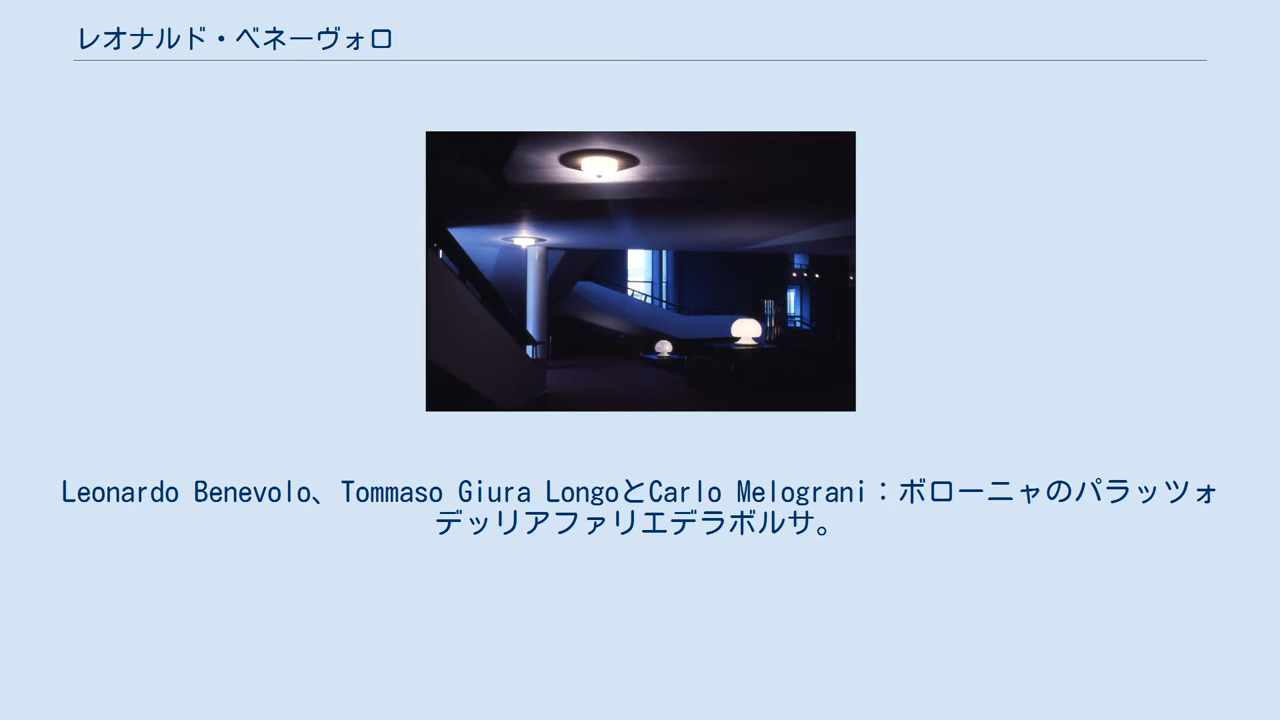 レオナルド・ベネーヴォロ
Leonardo Benevolo、Tommaso Giura LongoとCarlo Melograni：ボローニャのパラッツォ
デッリアファリエデラボルサ。